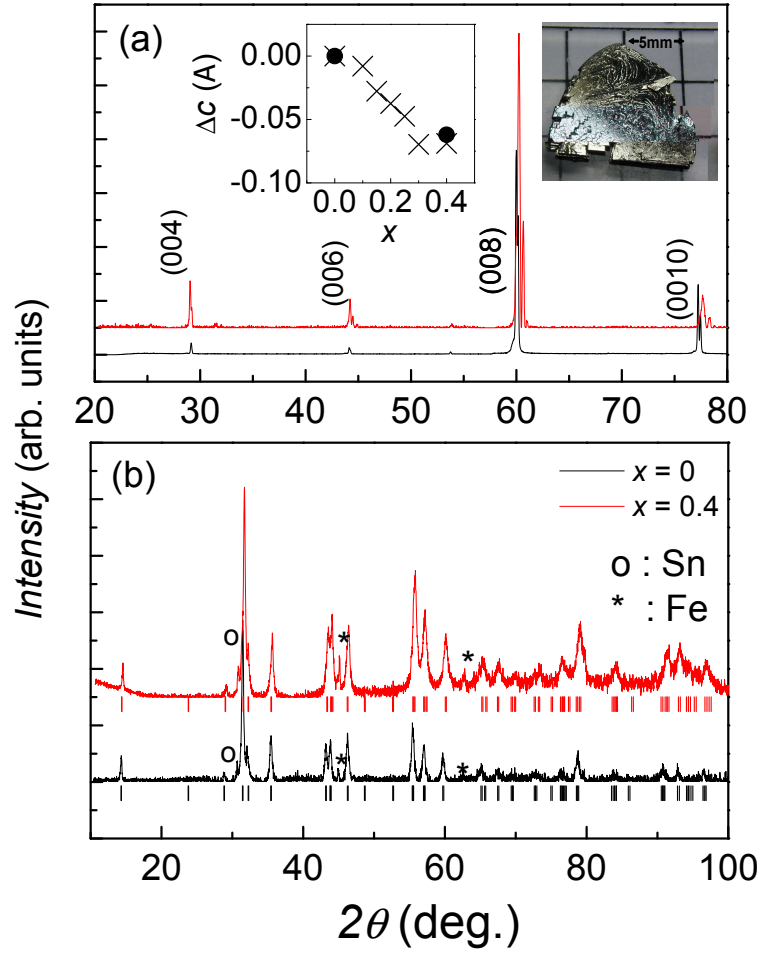 (a)
0.00
-0.05
-0.10
Δc (A)
0.0 0.2 0.4
x
5mm
(004)
(006)
(008)
(0010)
20 30 40 50 60 70 80
Intensity (arb. units)
(b)
x = 0
x = 0.4
o : Sn
* : Fe
o
*
*
o
*
*
20 40 60 80 100
2θ (deg.)